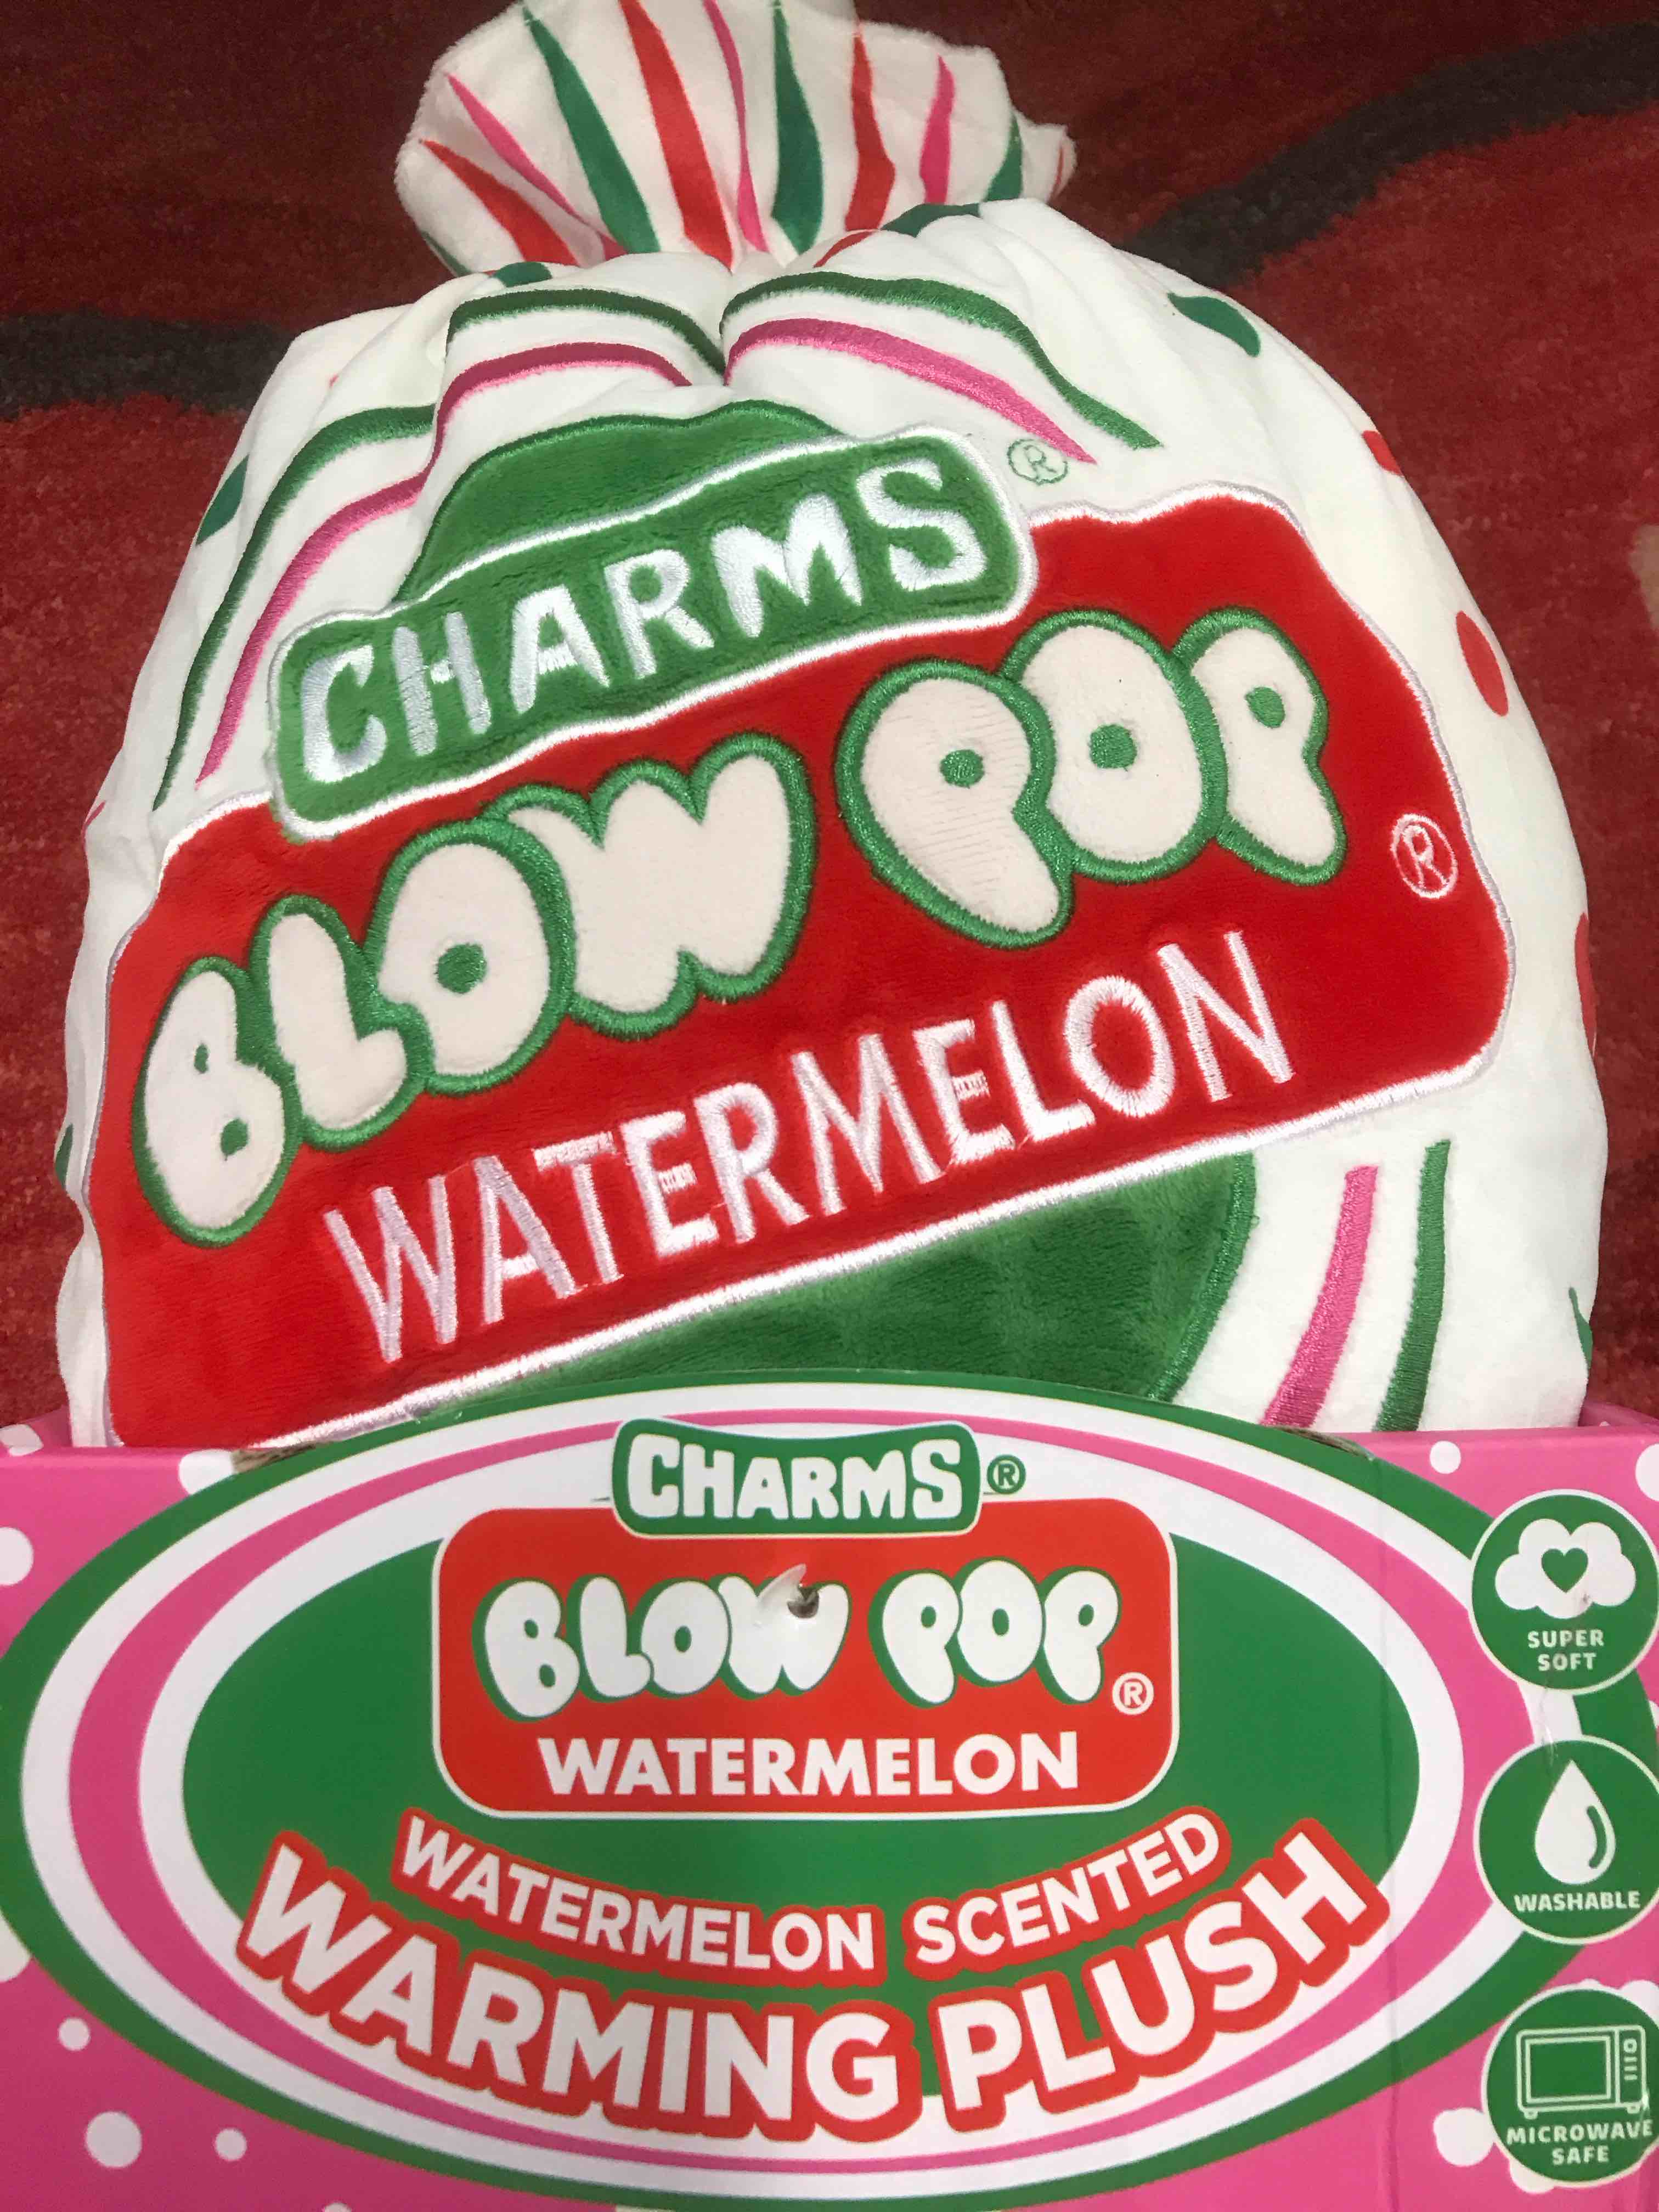 CHARMS ®
BLOW POP ®
WATERMELON
CHARMS ®
BLOW POP ®
WATERMELON
WATERMELON SCENTED
WARMING PLUSH
SUPER
SOFT
WASHABLE
MICROWAVE
SAFE